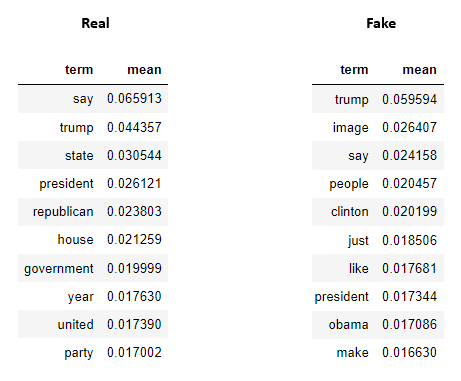 Real
term mean
say 0.065913
trump 0.044357
state 0.030544
president 0.026121
republican 0.023803
house 0.021259
government 0.019999
year 0.017630
united 0.017390
party 0.017002
Fake
term mean
trump 0.059594
image 0.026407
say 0.024158
people 0.020457
clinton 0.020199
just 0.018506
like 0.017681
president 0.017344
obama 0.017086
make 0.016630